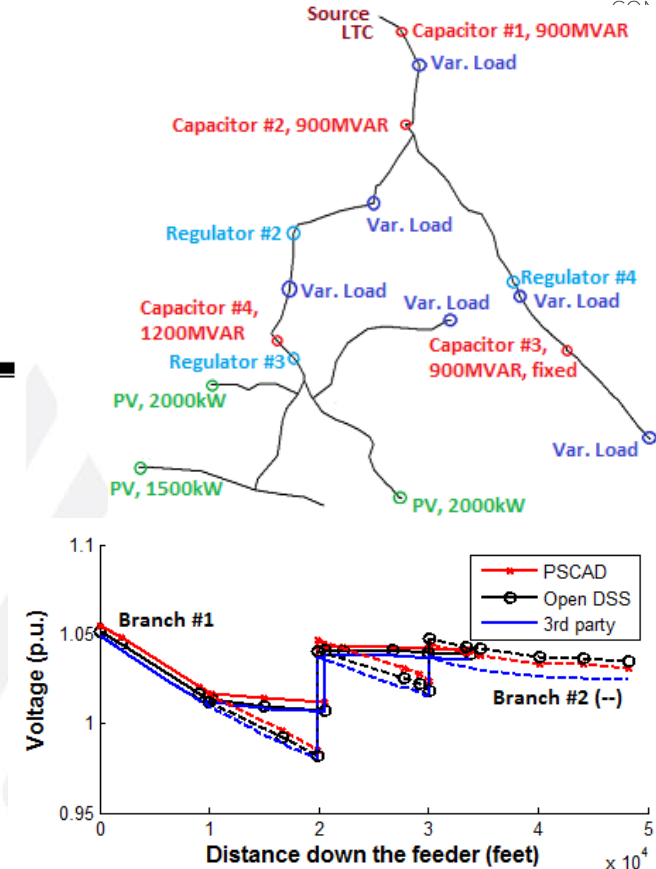 Source
LTC
Capacitor #1, 900MVAR
Var. Load
Capacitor #2, 900MVAR
Var. Load
Regulator #2
Regulator #4
Var. Load
Var. Load
Var. Load
Capacitor #4,
1200MVAR
Capacitor #3,
900MVAR, fixed
Regulator #3
PV, 2000kW
Var. Load
PV, 1500kW
PV, 2000kW
1.1
1.05
1
0.95
Voltage (p.u.)
Branch #1
PSCAD
Open DSS
3rd party
Branch #2 (--)
0 1 2 3 4 5
Distance down the feeder (feet)
x 10⁴